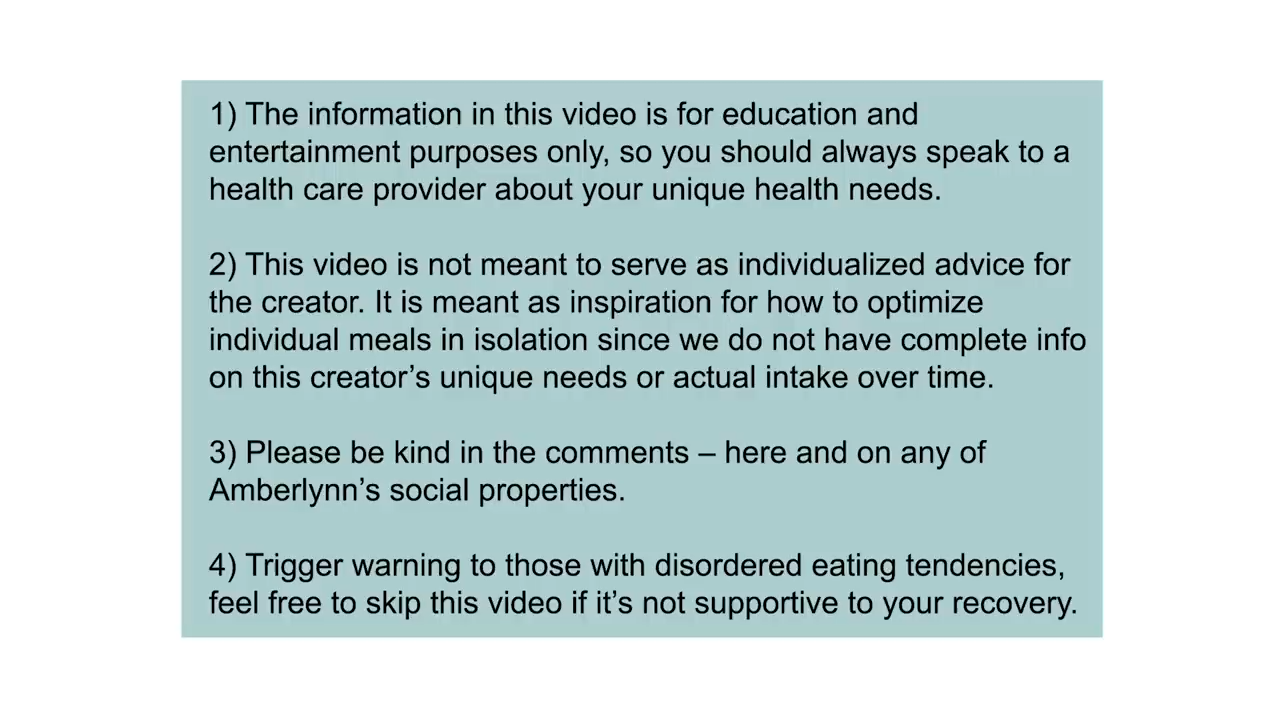 1) The information in this video is for education and
entertainment purposes only, so you should always speak to a
health care provider about your unique health needs.
2) This video is not meant to serve as individualized advice for
the creator. It is meant as inspiration for how to optimize
individual meals in isolation since we do not have complete info
on this creator’s unique needs or actual intake over time.
3) Please be kind in the comments – here and on any of
Amberlynn’s social properties.
4) Trigger warning to those with disordered eating tendencies,
feel free to skip this video if it’s not supportive to your recovery.